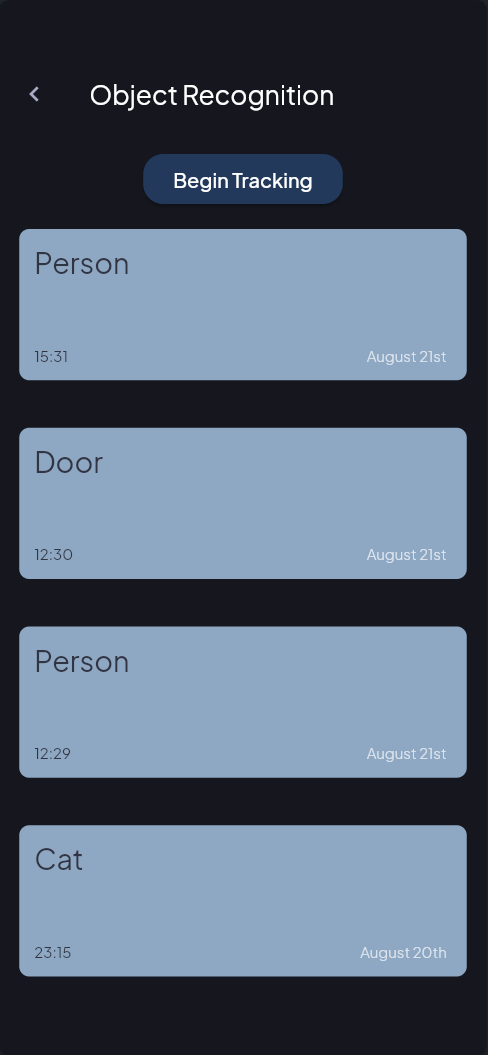 Object Recognition
Begin Tracking
Person
15:31 August 21st
Door
12:30 August 21st
Person
12:29 August 21st
Cat
23:15 August 20th